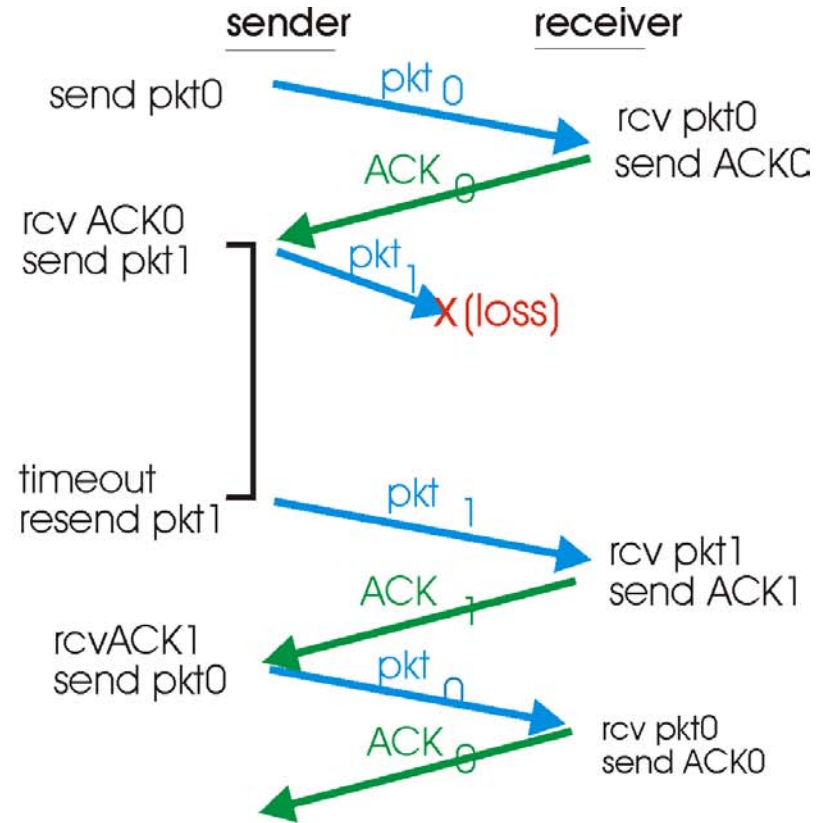 sender
receiver
send pkt0
pkt 0
rcv pkt0
send ACK0
ACK 0
rcv ACK0
send pkt1
pkt 1
X (loss)
timeout
resend pkt1
pkt 1
rcv pkt1
send ACK1
ACK 1
rcvACK1
send pkt0
pkt 0
rcv pkt0
send ACK0
ACK 0